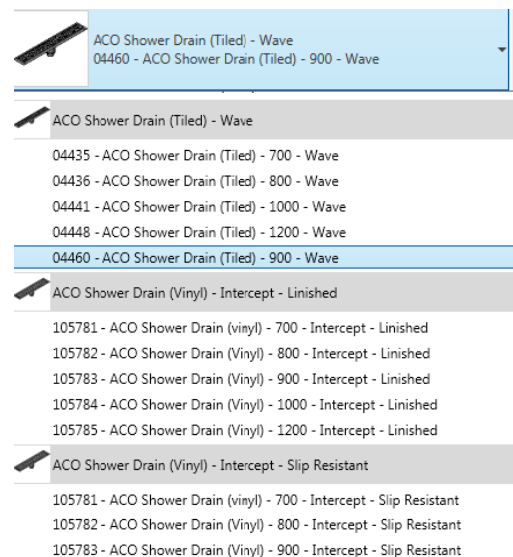 ACO Shower Drain (Tiled) - Wave
04460 - ACO Shower Drain (Tiled) - 900 - Wave
ACO Shower Drain (Tiled) - Wave
04435 - ACO Shower Drain (Tiled) - 700 - Wave
04436 - ACO Shower Drain (Tiled) - 800 - Wave
04441 - ACO Shower Drain (Tiled) - 1000 - Wave
04448 - ACO Shower Drain (Tiled) - 1200 - Wave
04460 - ACO Shower Drain (Tiled) - 900 - Wave
ACO Shower Drain (Vinyl) - Intercept - Linished
105781 - ACO Shower Drain (vinyl) - 700 - Intercept - Linished
105782 - ACO Shower Drain (Vinyl) - 800 - Intercept - Linished
105783 - ACO Shower Drain (Vinyl) - 900 - Intercept - Linished
105784 - ACO Shower Drain (Vinyl) - 1000 - Intercept - Linished
105785 - ACO Shower Drain (Vinyl) - 1200 - Intercept - Linished
ACO Shower Drain (Vinyl) - Intercept - Slip Resistant
105781 - ACO Shower Drain (vinyl) - 700 - Intercept - Slip Resistant
105782 - ACO Shower Drain (Vinyl) - 800 - Intercept - Slip Resistant
105783 - ACO Shower Drain (Vinyl) - 900 - Intercept - Slip Resistant